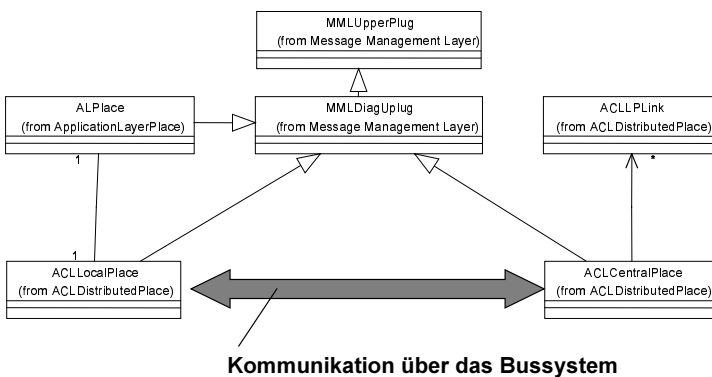 MMLUpperPlug
(from Message Management Layer)
ALPlace
(from ApplicationLayerPlace)
MMLDiagUplug
(from Message Management Layer)
ACLLPLink
(from ACLDistributedPlace)
1
*
1
ACLLocalPlace
(from ACLDistributedPlace)
ACLCentralPlace
(from ACLDistributedPlace)
Kommunikation über das Bussystem